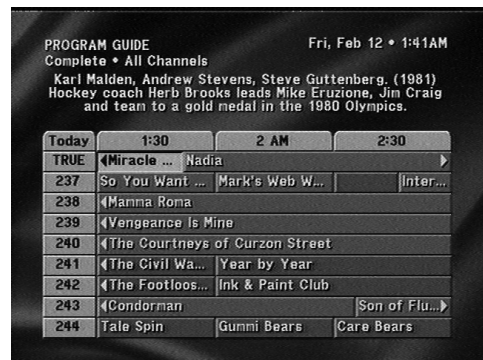 PROGRAM GUIDE Fri, Feb 12 • 1:41AM
Complete • All Channels
Karl Malden, Andrew Stevens, Steve Guttenberg. (1981)
Hockey coach Herb Brooks leads Mike Eruzione, Jim Craig
and team to a gold medal in the 1980 Olympics.
Today 1:30 2 AM 2:30
TRUE Miracle ... Nadia
237 So You Want ... Mark's Web W... Inter...
238 Mamma Roma
239 Vengeance Is Mine
240 The Courtneys of Curzon Street
241 The Civil Wa... Year by Year
242 The Footloos... Ink & Paint Club
243 Condorman Son of Flu...
244 Tale Spin Gummi Bears Care Bears